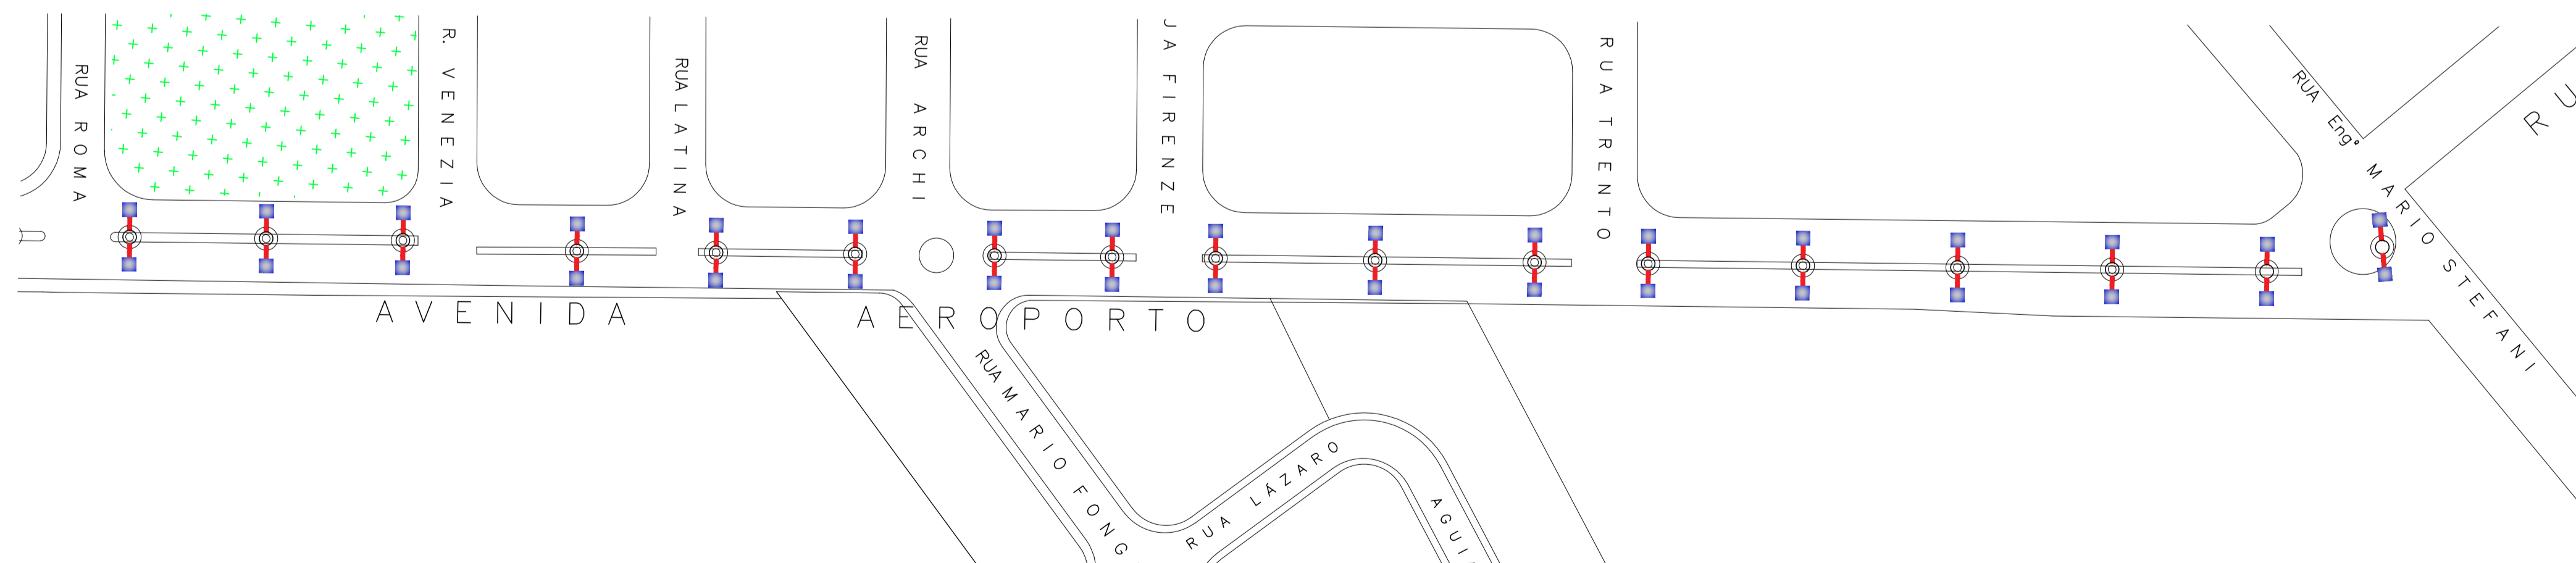 RUA ROMA
R. VENEZIA
RUA LATINA
RUA ARCHI
UA FIRENZE
RUA TRENTO
RUA Engº MARIO STEFANI
RU
AVENIDA AEROPORTO
RUA MARIO FONG
RUA LÁZARO AGUI